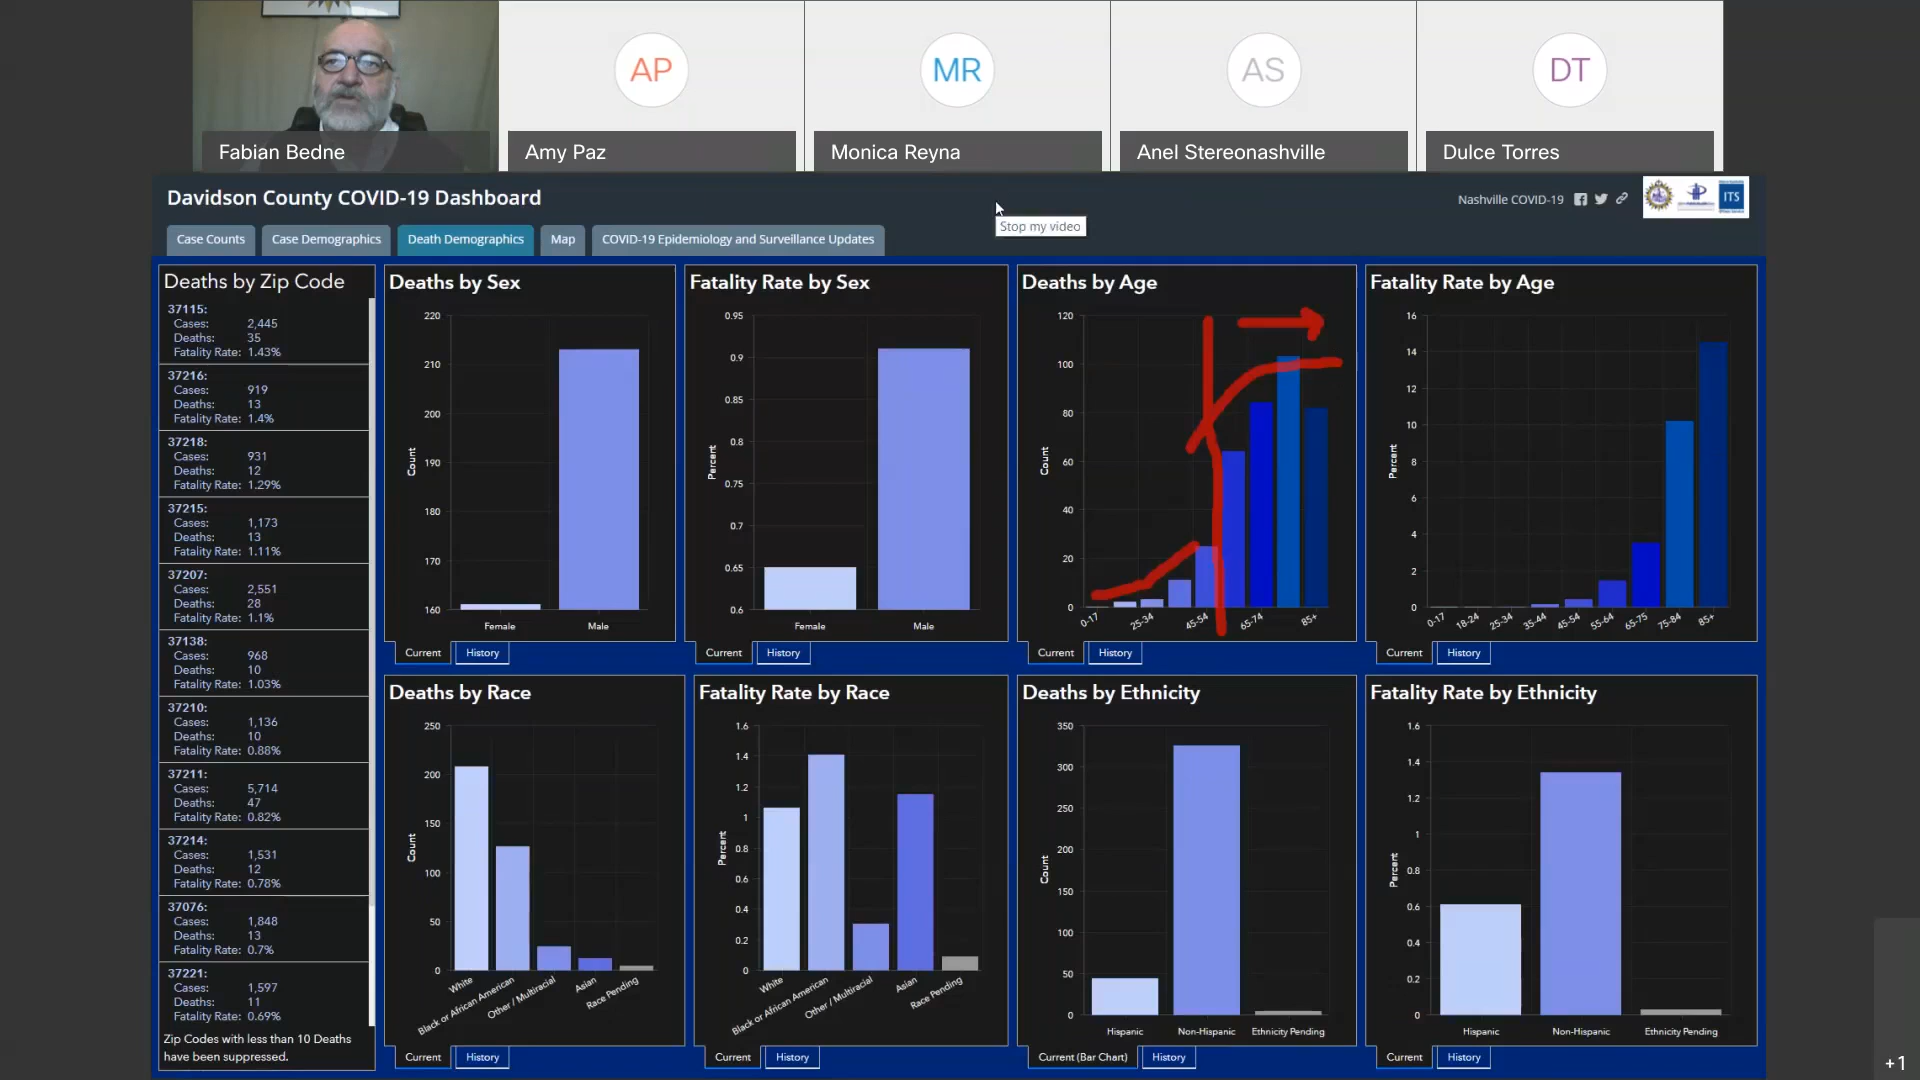 AP
MR
AS
DT
Fabian Bedne
Amy Paz
Monica Reyna
Anel Stereonashville
Dulce Torres
Davidson County COVID-19 Dashboard
Nashville COVID-19
ITS
Stop my video
Case Counts
Case Demographics
Death Demographics
Map
COVID-19 Epidemiology and Surveillance Updates
Deaths by Zip Code
37115:
Cases: 2,445
Deaths: 35
Fatality Rate: 1.43%
37216:
Cases: 919
Deaths: 13
Fatality Rate: 1.4%
37218:
Cases: 931
Deaths: 12
Fatality Rate: 1.29%
37215:
Cases: 1,173
Deaths: 13
Fatality Rate: 1.11%
37207:
Cases: 2,551
Deaths: 28
Fatality Rate: 1.1%
37138:
Cases: 968
Deaths: 10
Fatality Rate: 1.03%
37210:
Cases: 1,136
Deaths: 10
Fatality Rate: 0.88%
37211:
Cases: 5,714
Deaths: 47
Fatality Rate: 0.82%
37214:
Cases: 1,531
Deaths: 12
Fatality Rate: 0.78%
37076:
Cases: 1,848
Deaths: 13
Fatality Rate: 0.7%
37221:
Cases: 1,597
Deaths: 11
Fatality Rate: 0.69%
Zip Codes with less than 10 Deaths
have been suppressed.
Deaths by Sex
220
210
200
190
180
170
160
Count
Female
Male
Current
History
Fatality Rate by Sex
0.95
0.9
0.85
0.8
0.75
0.7
0.65
0.6
Percent
Female
Male
Current
History
Deaths by Age
120
100
80
60
40
20
0
Count
0-17
25-34
45-54
65-74
85+
Current
History
Fatality Rate by Age
16
14
12
10
8
6
4
2
0
Percent
0-17
18-24
25-34
35-44
45-54
55-64
65-75
75-84
85+
Current
History
Deaths by Race
250
200
150
100
50
0
Count
White
Black or African American
Other / Multiracial
Asian
Race Pending
Current
History
Fatality Rate by Race
1.6
1.4
1.2
1
0.8
0.6
0.4
0.2
0
Percent
White
Black or African American
Other / Multiracial
Asian
Race Pending
Current
History
Deaths by Ethnicity
350
300
250
200
150
100
50
0
Count
Hispanic
Non-Hispanic
Ethnicity Pending
Current (Bar Chart)
History
Fatality Rate by Ethnicity
1.6
1.4
1.2
1
0.8
0.6
0.4
0.2
0
Percent
Hispanic
Non-Hispanic
Ethnicity Pending
Current
History
+1